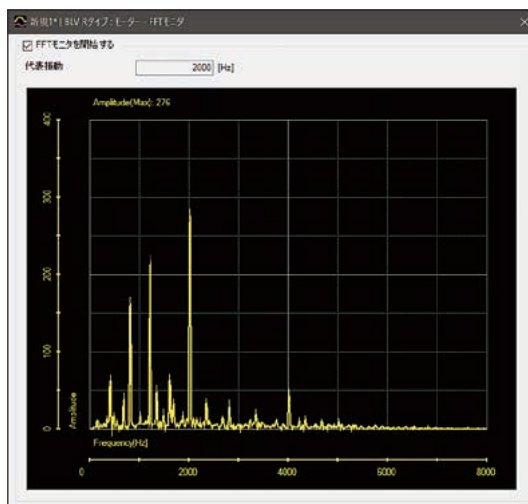 新規1* | BLV Rタイプ : モーター - FFTモニタ
FFTモニタを開始する
代表振動 2000 [Hz]
Amplitude(Max): 276
400
300
200
100
0
Amplitude
Frequency[Hz]
0 2000 4000 6000 8000